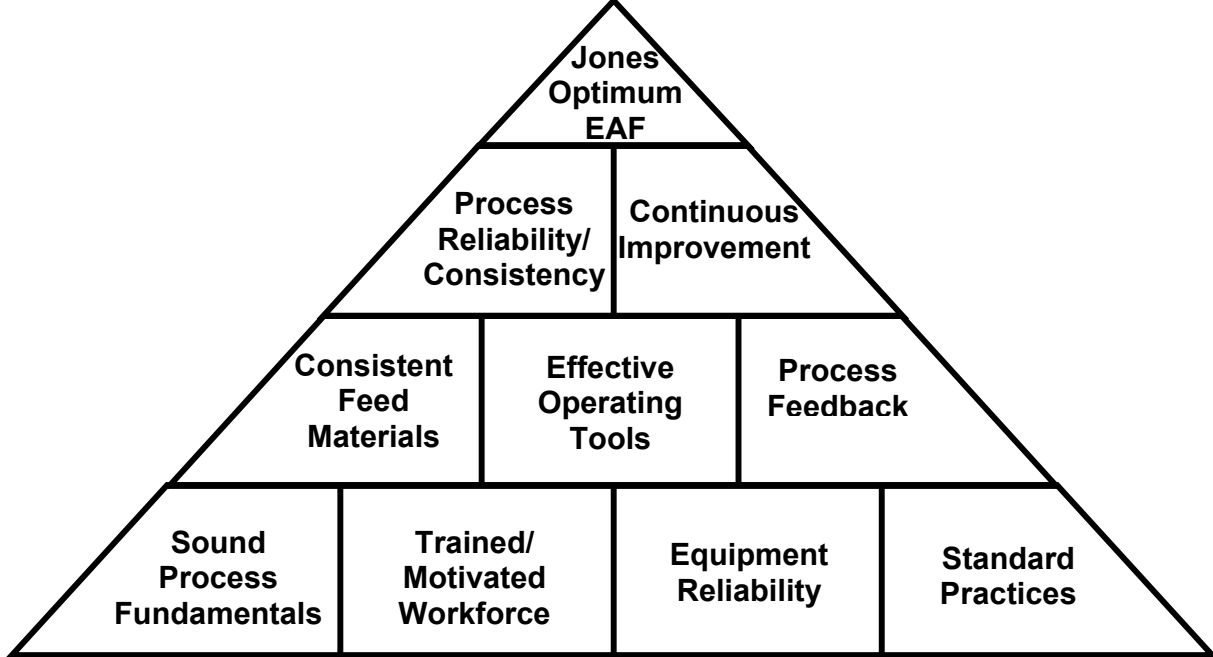 Jones
Optimum
EAF
Process
Reliability/
Consistency
Continuous
Improvement
Consistent
Feed
Materials
Effective
Operating
Tools
Process
Feedback
Sound
Process
Fundamentals
Trained/
Motivated
Workforce
Equipment
Reliability
Standard
Practices